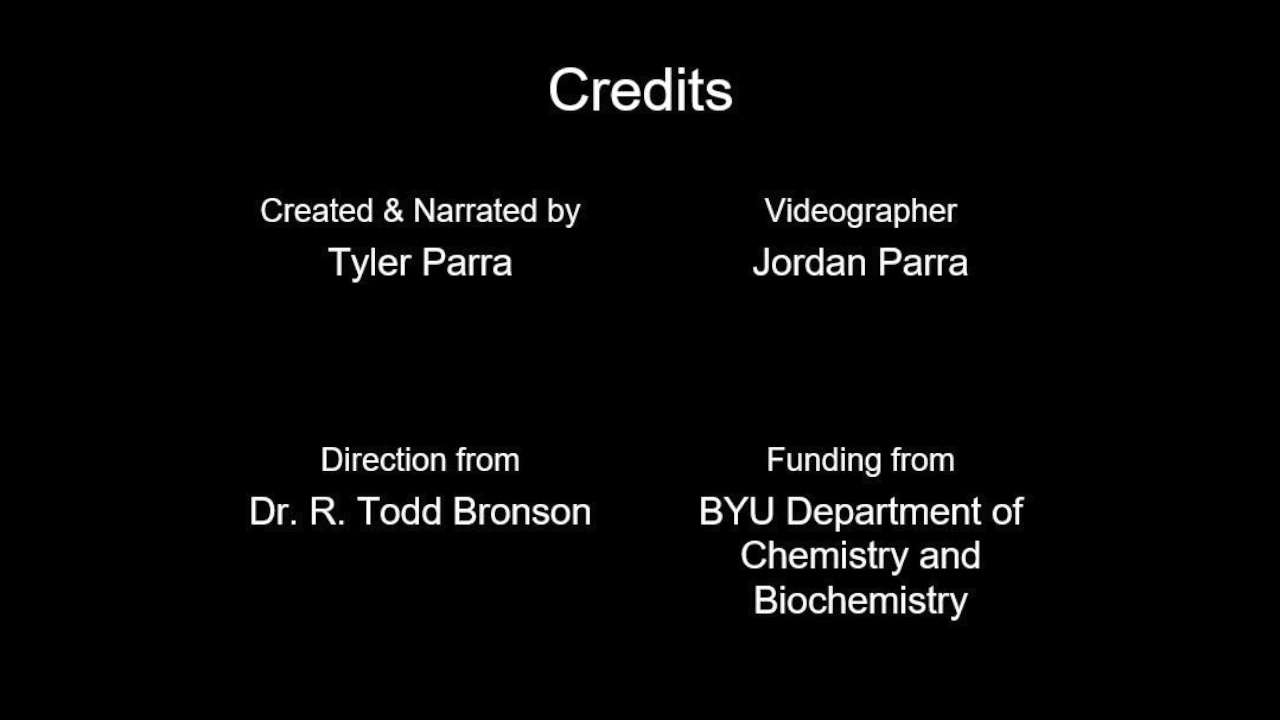 Credits
Created & Narrated by
Tyler Parra
Videographer
Jordan Parra
Direction from
Dr. R. Todd Bronson
Funding from
BYU Department of
Chemistry and
Biochemistry